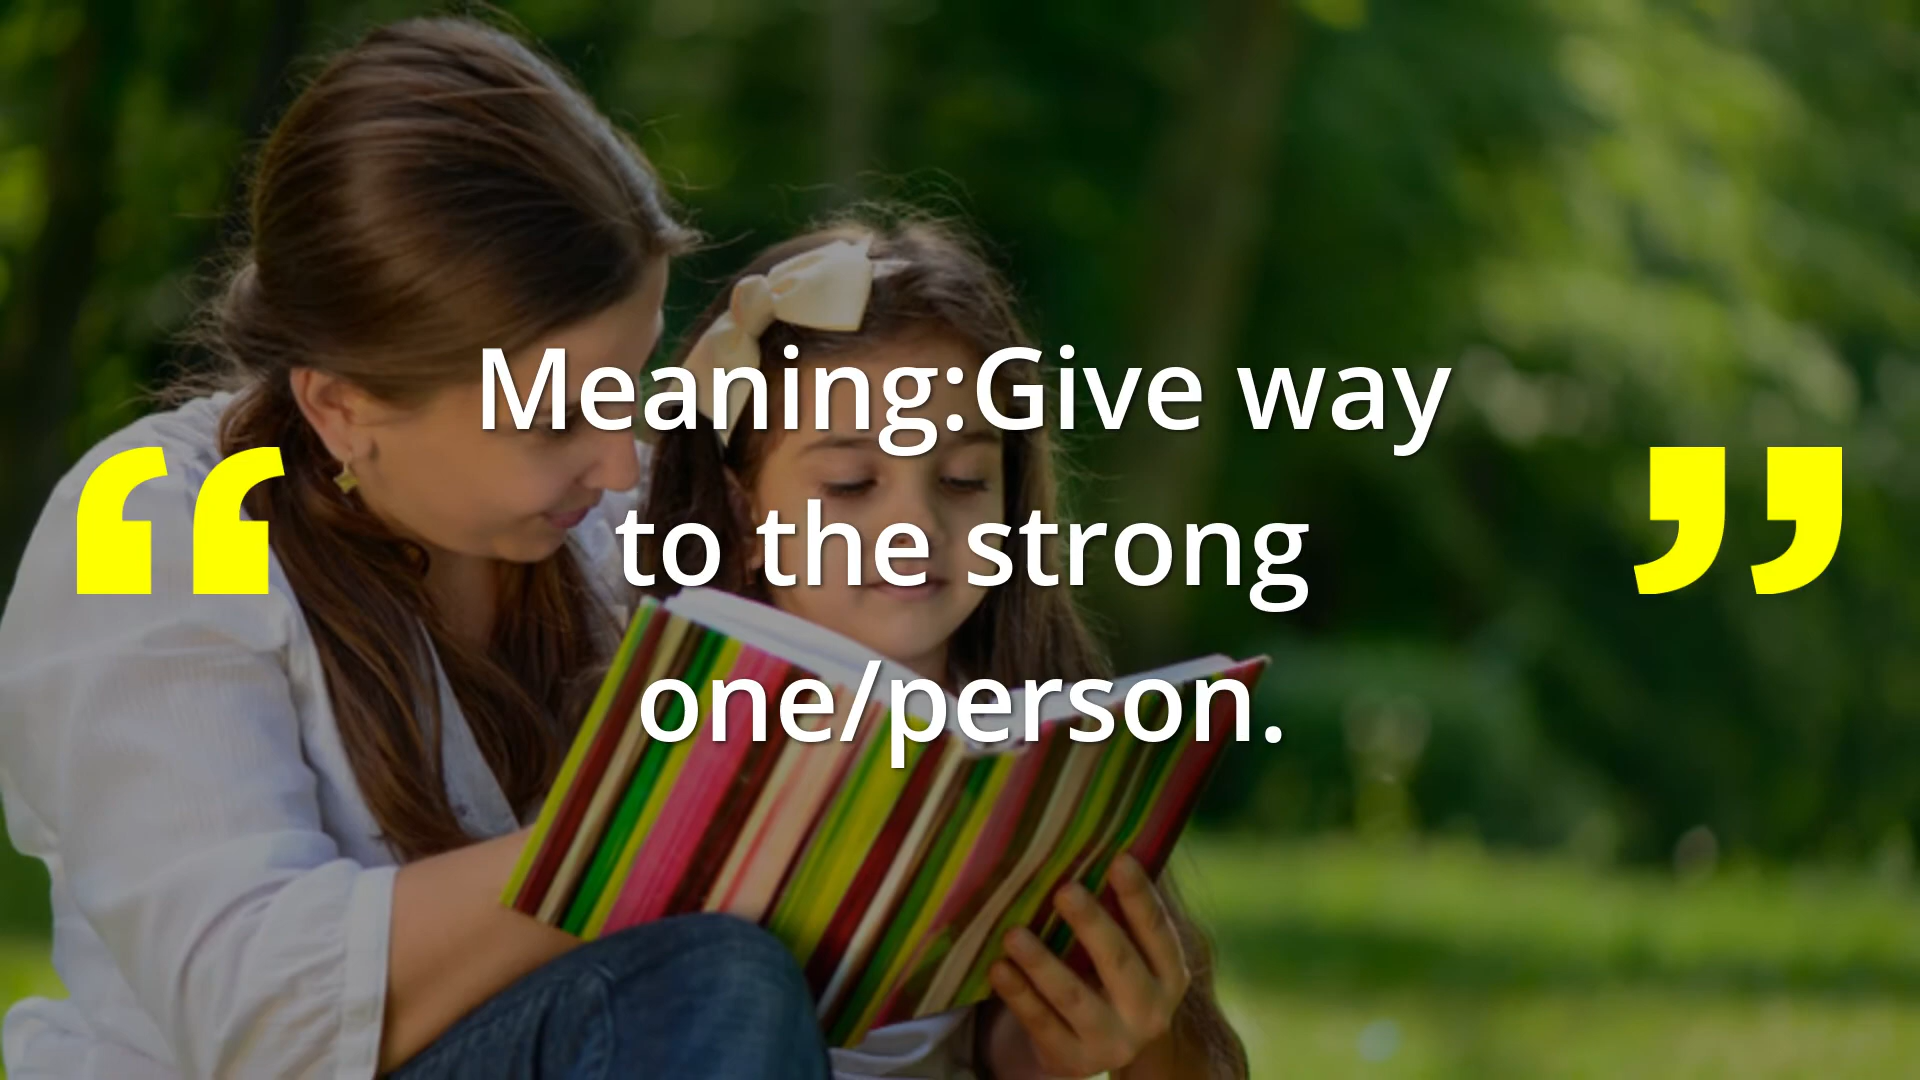 Meaning:Give way
“ to the strong ”
one/person.